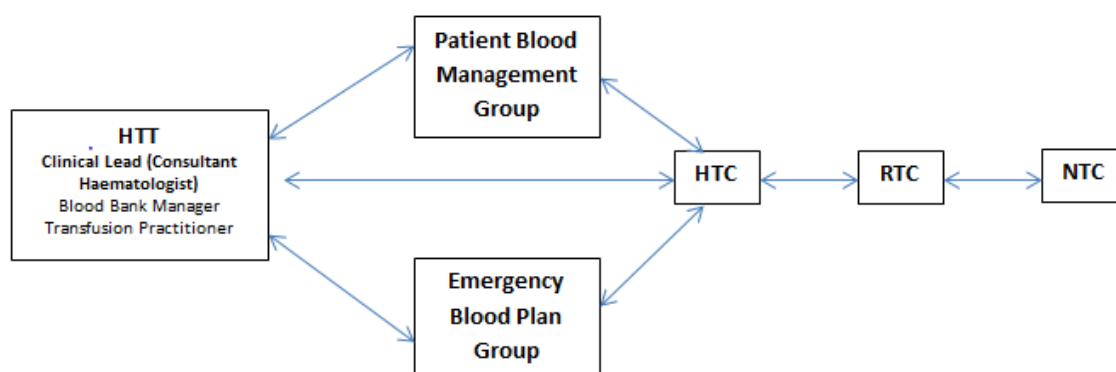 Patient Blood
Management
Group
HTT
Clinical Lead (Consultant
Haematologist)
Blood Bank Manager
Transfusion Practitioner
HTC
RTC
NTC
Emergency
Blood Plan
Group